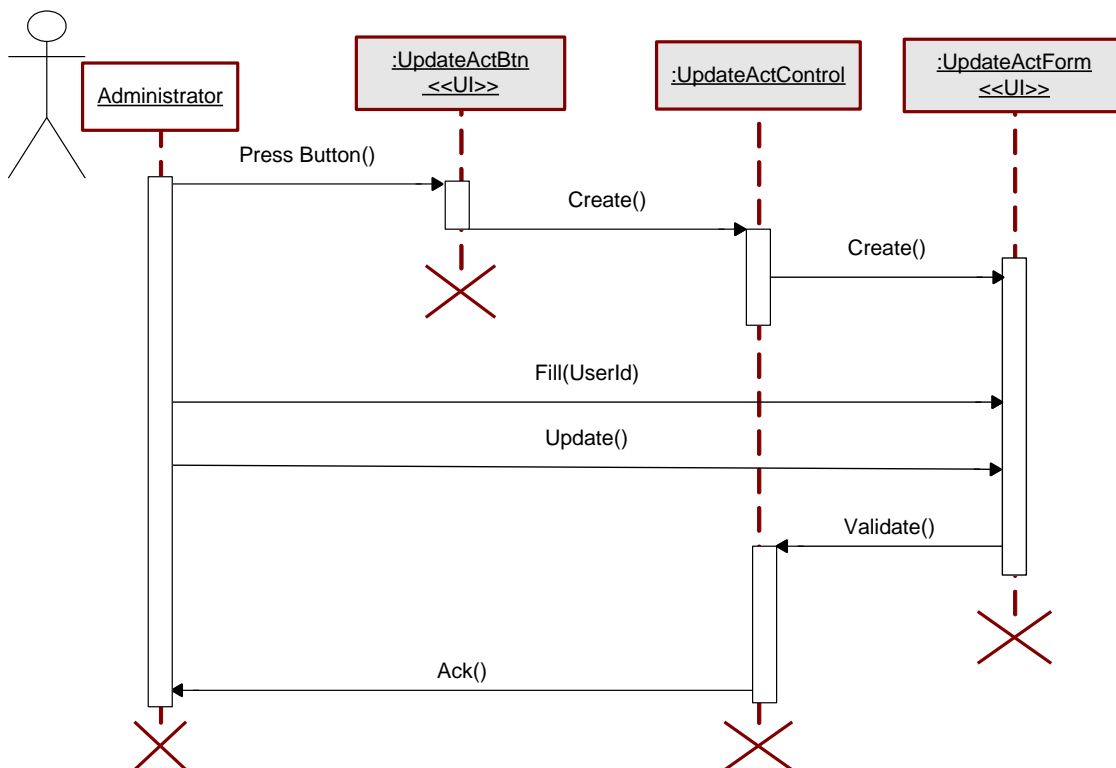 Administrator
:UpdateActBtn
<<UI>>
:UpdateActControl
:UpdateActForm
<<UI>>
Press Button()
Create()
Create()
Fill(UserId)
Update()
Validate()
Ack()